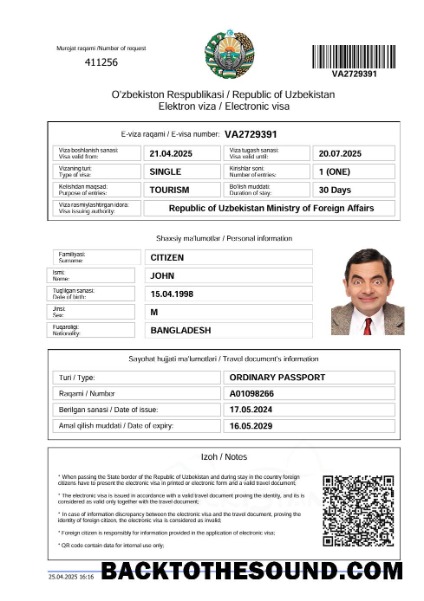 Murojat raqami /Number of request
411256
VA2729391
O'zbekiston Respublikasi / Republic of Uzbekistan
Elektron viza / Electronic visa
E-viza raqami / E-visa number: VA2729391
Viza boshlanish sanasi: Visa valid from: 21.04.2025 Viza tugash sanasi: Visa valid until: 20.07.2025
Vizaning turi: Type of visa: SINGLE Kirishlar soni: Number of entries: 1 (ONE)
Kelishdan maqsad: Purpose of entries: TOURISM Bo'lish muddati: Duration of stay: 30 Days
Viza rasmiylashtirgan idora: Visa issuing authority: Republic of Uzbekistan Ministry of Foreign Affairs
Shaxsiy ma'lumotlar / Personal information
Familiyasi: Surname: CITIZEN
Ismi: Name: JOHN
Tug'ilgan sanasi: Date of birth: 15.04.1998
Jinsi: Sex: M
Fuqaroligi: Nationality: BANGLADESH
Sayohat hujjati ma'lumotlari / Travel document's information
Turi / Type: ORDINARY PASSPORT
Raqami / Number A01098266
Berilgan sanasi / Date of issue: 17.05.2024
Amal qilish muddati / Date of expiry: 16.05.2029
Izoh / Notes
* When passing the State border of the Republic of Uzbekistan and during stay in the country foreign
citizens have to present the electronic visa in printed or electronic form and a valid travel document;
* The electronic visa is issued in accordance with a valid travel document proving the identity, and its is
considered as valid only together with the travel document;
* In case of information discrepancy between the electronic visa and the travel document, proving the
identity of foreign citizen, the electronic visa is considered as invalid;
* Foreign citizen is responsibly for information provided in the application of electronic visa;
* QR code contain data for internal use only;
25.04.2025 16:16 BACKTOTHESOUND.COM